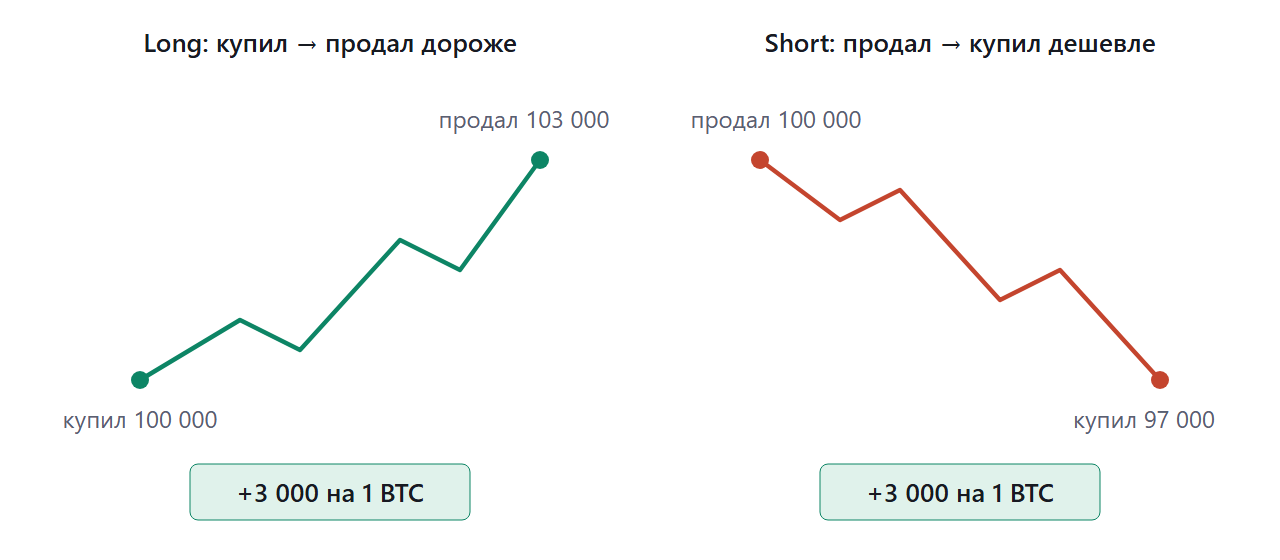 Long: купил → продал дороже
продал 103 000
купил 100 000
+3 000 на 1 BTC
Short: продал → купил дешевле
продал 100 000
купил 97 000
+3 000 на 1 BTC